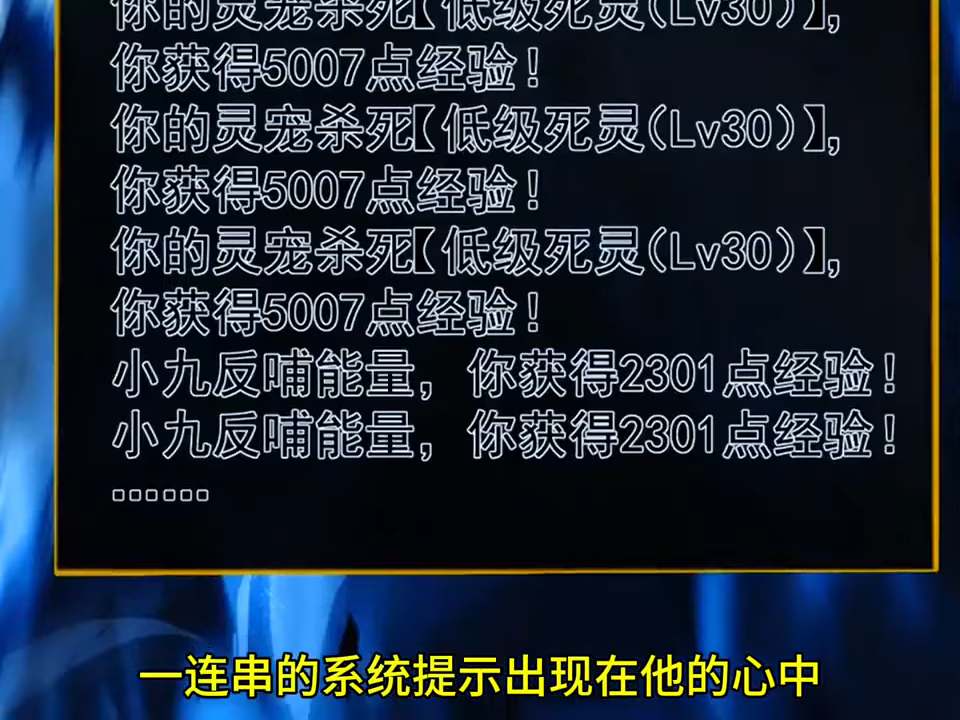 你的灵宠杀死【低级死灵(Lv30)】,
你获得5007点经验!
你的灵宠杀死【低级死灵(Lv30)】,
你获得5007点经验!
你的灵宠杀死【低级死灵(Lv30)】,
你获得5007点经验!
小九反哺能量，你获得2301点经验!
小九反哺能量，你获得2301点经验!
......
一连串的系统提示出现在他的心中